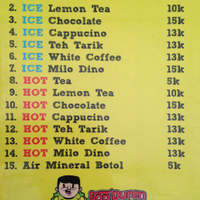 2. ICE Lemon Tea 10k
3. ICE Chocolate 15k
4. ICE Cappucino 13k
5. ICE Teh Tarik 13k
6. ICE White Coffee 13k
7. ICE Milo Dino 15k
8. HOT Tea 5k
9. HOT Lemon Tea 10k
10. HOT Chocolate 15k
11. HOT Cappucino 13k
12. HOT Teh Tarik 13k
13. HOT White Coffee 13k
14. HOT Milo Dino 13k
15. Air Mineral Botol 5k